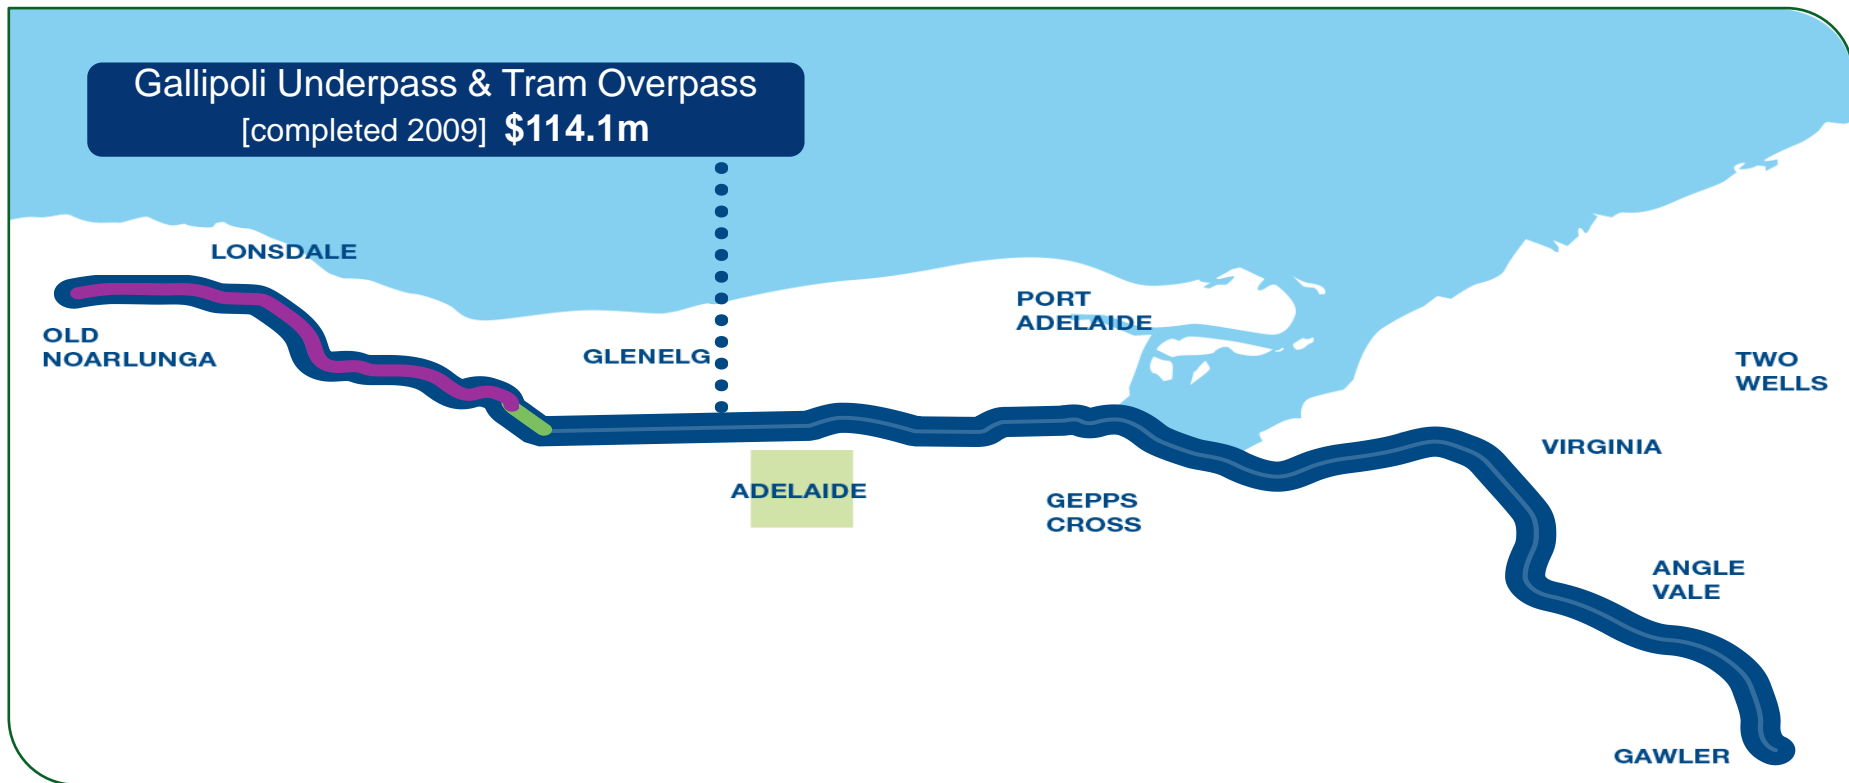 Gallipoli Underpass & Tram Overpass
[completed 2009] $114.1m
LONSDALE
OLD
NOARLUNGA
GLENELG
PORT
ADELAIDE
TWO
WELLS
VIRGINIA
ADELAIDE
GEPPS
CROSS
ANGLE
VALE
GAWLER